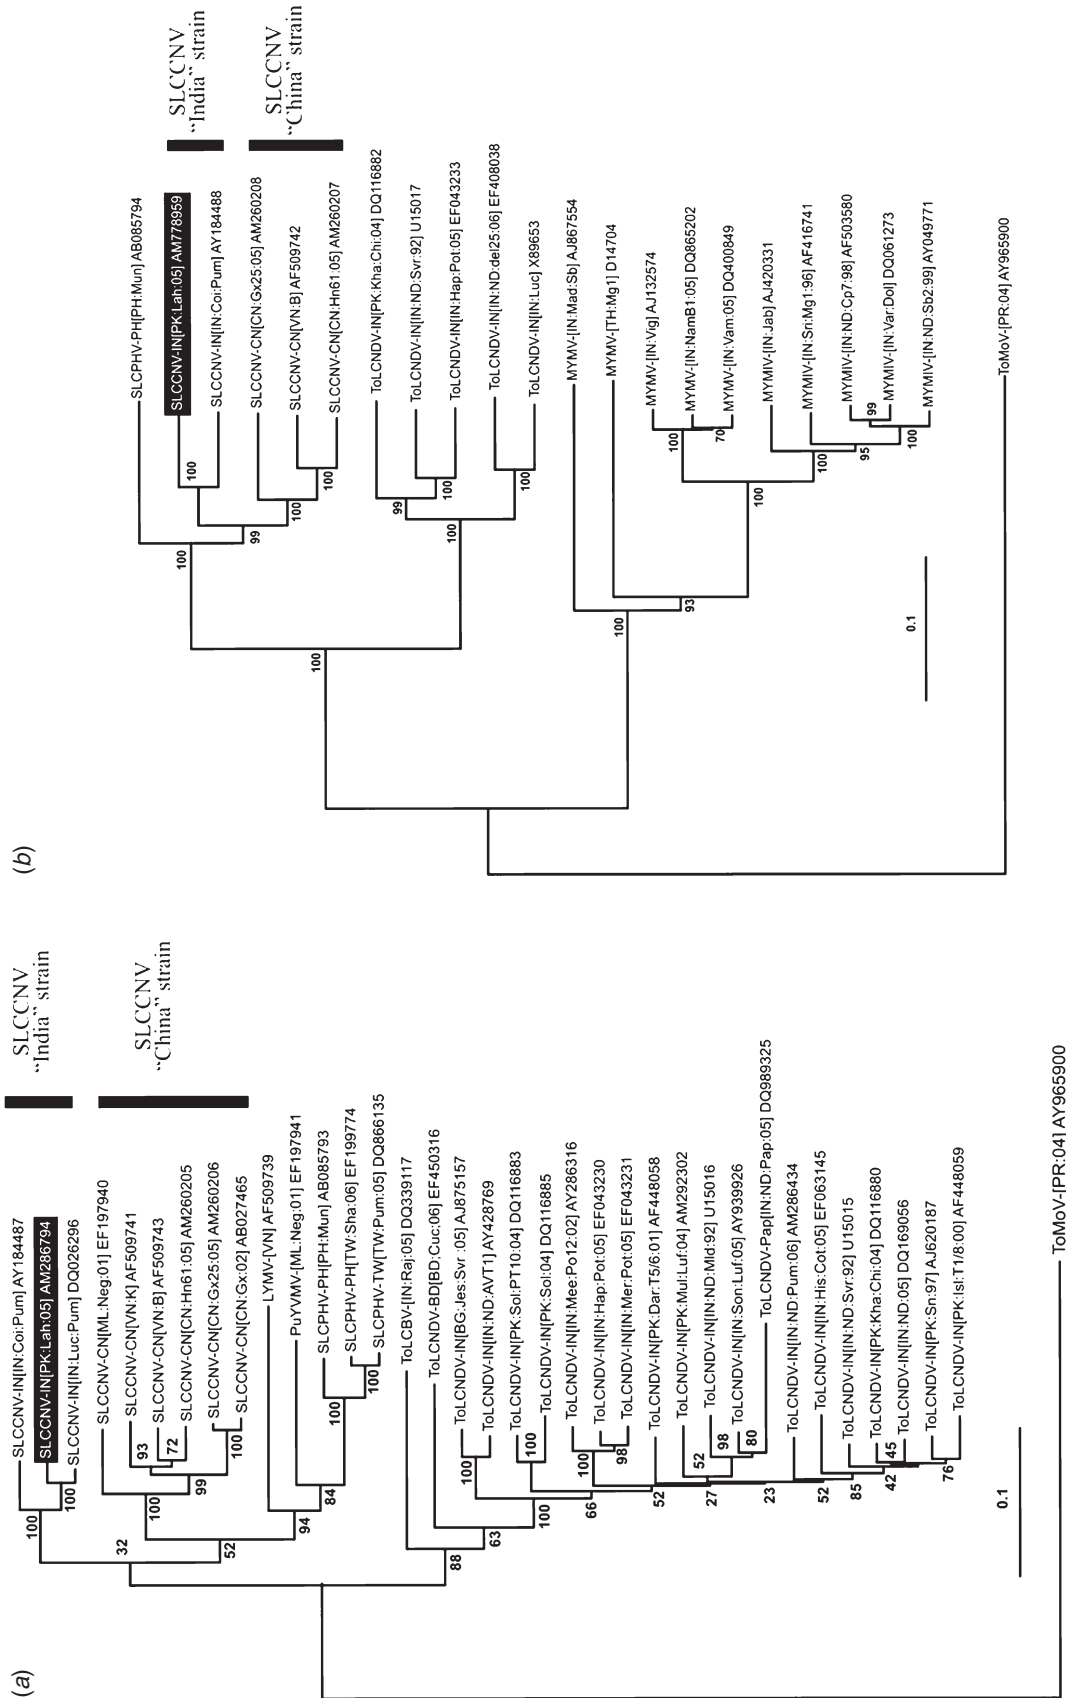 (a)
SLCCNV-IN[IN:Coi:Pum] AY184487
SLCCNV-IN[PK:Lah:05] AM286794
SLCCNV-IN[IN:Luc:Pum] DQ026296
SLCCNV-CN[ML:Neg:01] EF197940
SLCCNV-CN[VN:K] AF509741
SLCCNV-CN[VN:B] AF509743
SLCCNV-CN[CN:Hn61:05] AM260205
SLCCNV-CN[CN:Gx25:05] AM260206
SLCCNV-CN[CN:Gx:02] AB027465
LYMV-[VN] AF509739
PuYVMV-[ML:Neg:01] EF197941
SLCPHV-PH[PH:Mun] AB085793
SLCPHV-PH[TW:Sha:06] EF199774
SLCPHV-TW[TW:Pum:05] DQ866135
ToLCBV-[IN:Raj:05] DQ339117
ToLCNDV-BD[BD;Cuc:06] EF450316
ToLCNDV-IN[BG:Jes:Svr :05] AJ875157
ToLCNDV-IN[IN:ND:AVT1] AY428769
ToLCNDV-IN[PK:Sol:PT10:04] DQ116883
ToLCNDV-IN[PK:Sol:04] DQ116885
ToLCNDV-IN[IN:Mee:Po12:02] AY286316
ToLCNDV-IN[IN:Hap:Pot:05] EF043230
ToLCNDV-IN[IN:Mer:Pot:05] EF043231
ToLCNDV-IN[PK:Dar:T5/6:01] AF448058
ToLCNDV-IN[PK:Mul:Luf:04] AM292302
ToLCNDV-IN[IN:ND:Mld:92] U15016
ToLCNDV-IN[IN:Son:Luf:05] AY939926
ToLCNDV-Pap[IN:ND:Pap:05] DQ989325
ToLCNDV-IN[IN:ND:Pum:06] AM286434
ToLCNDV-IN[IN:His:Cot:05] EF063145
ToLCNDV-IN[IN:ND:Svr:92] U15015
ToLCNDV-IN[PK:Kha:Chi:04] DQ116880
ToLCNDV-IN[IN:ND:05] DQ169056
ToLCNDV-IN[PK:Sn:97] AJ620187
ToLCNDV-IN[PK:Isl:T1/8:00] AF448059
ToMoV-[PR:04] AY965900
SLCCNV
“India” strain
SLCCNV
“China” strain
100
100
32
93
72
100
99
100
52
94
84
100
100
88
63
100
100
100
66
100
98
52
52
98
80
27
23
52
85
42
45
76
0.1
(b)
SLCPHV-PH[PH:Mun] AB085794
SLCCNV-IN[PK:Lah:05] AM778959
SLCCNV-IN[IN:Coi:Pum] AY184488
SLCCNV-CN[CN:Gx25:05] AM260208
SLCCNV-CN[VN:B] AF509742
SLCCNV-CN[CN:Hn61:05] AM260207
ToLCNDV-IN[PK:Kha:Chi:04] DQ116882
ToLCNDV-IN[IN:ND:Svr:92] U15017
ToLCNDV-IN[IN:Hap:Pot:05] EF043233
ToLCNDV-IN[IN:ND:del25:06] EF408038
ToLCNDV-IN[IN:Luc] X89653
MYMV-[IN:Mad:Sb] AJ867554
MYMV-[TH:Mg1] D14704
MYMV-[IN:Vig] AJ132574
MYMV-[IN:NamB1:05] DQ865202
MYMV-[IN:Vam:05] DQ400849
MYMIV-[IN:Jab] AJ420331
MYMIV-[IN:Sri:Mg1:96] AF416741
MYMIV-[IN:ND:Cp7:98] AF503580
MYMIV-[IN:Var:Dol] DQ061273
MYMIV-[IN:ND:Sb2:99] AY049771
ToMoV-[PR:04] AY965900
SLCCNV
“India” strain
SLCCNV
“China” strain
100
100
99
100
100
100
99
100
100
100
100
93
100
70
100
100
95
99
100
0.1